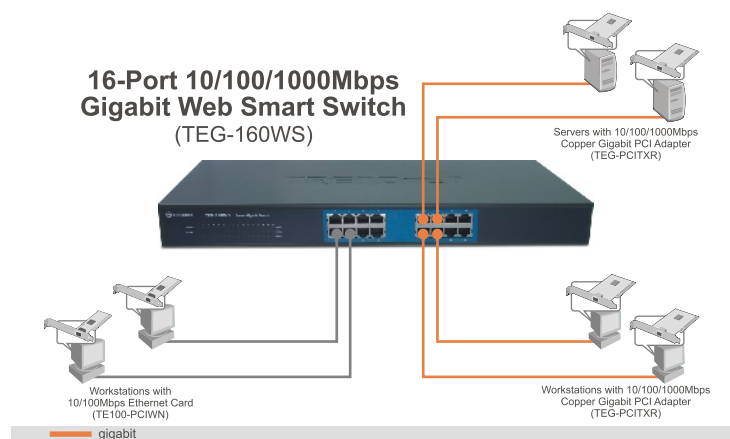 16-Port 10/100/1000Mbps
Gigabit Web Smart Switch
(TEG-160WS)
Servers with 10/100/1000Mbps
Copper Gigabit PCI Adapter
(TEG-PCITXR)
TRENDNET
Workstations with
10/100Mbps Ethernet Card
(TE100-PCIWN)
Workstations with 10/100/1000Mbps
Copper Gigabit PCI Adapter
(TEG-PCITXR)
gigabit